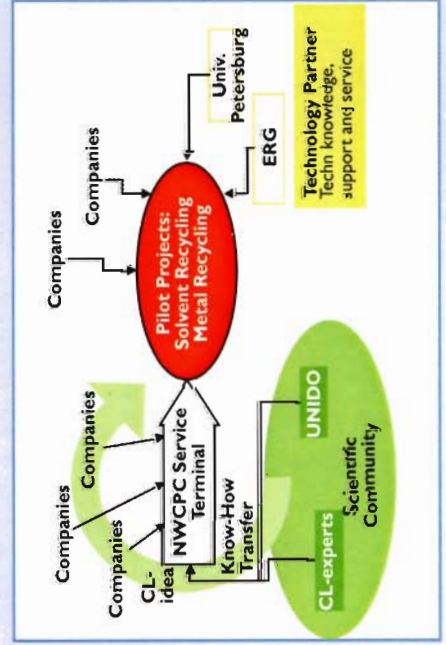 Companies
Companies
Companies
CL-
idea
NWCPC Service
Terminal
Know-How
Transfer
CL-experts
UNIDO
Scientific
Community
Companies
Companies
Pilot Projects:
Solvent Recycling
Metal Recycling
Univ.
Petersburg
ERG
Technology Partner
Techn knowledge,
support and service